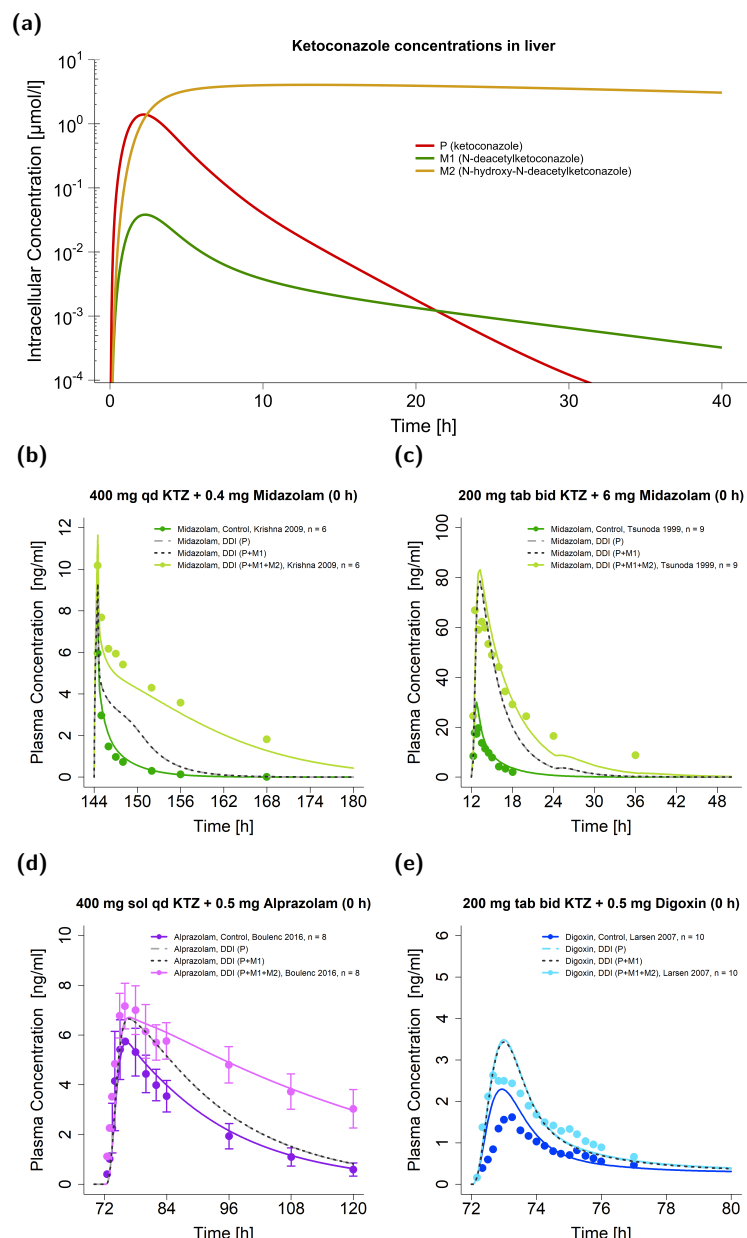 (a)
Ketoconazole concentrations in liver
Intracellular Concentration [µmol/l]
10^1
10^0
10^-1
10^-2
10^-3
10^-4
P (ketoconazole)
M1 (N-deacetylketoconazole)
M2 (N-hydroxy-N-deacetylketconazole)
0 10 20 30 40
Time [h]
(b)
400 mg qd KTZ + 0.4 mg Midazolam (0 h)
Plasma Concentration [ng/ml]
12
10
8
6
4
2
0
Midazolam, Control, Krishna 2009, n = 6
Midazolam, DDI (P)
Midazolam, DDI (P+M1)
Midazolam, DDI (P+M1+M2), Krishna 2009, n = 6
144 150 156 162 168 174 180
Time [h]
(c)
200 mg tab bid KTZ + 6 mg Midazolam (0 h)
Plasma Concentration [ng/ml]
100
80
60
40
20
0
Midazolam, Control, Tsunoda 1999, n = 9
Midazolam, DDI (P)
Midazolam, DDI (P+M1)
Midazolam, DDI (P+M1+M2), Tsunoda 1999, n = 9
12 18 24 30 36 42 48
Time [h]
(d)
400 mg sol qd KTZ + 0.5 mg Alprazolam (0 h)
Plasma Concentration [ng/ml]
10
8
6
4
2
0
Alprazolam, Control, Boulenc 2016, n = 8
Alprazolam, DDI (P)
Alprazolam, DDI (P+M1)
Alprazolam, DDI (P+M1+M2), Boulenc 2016, n = 8
72 84 96 108 120
Time [h]
(e)
200 mg tab bid KTZ + 0.5 mg Digoxin (0 h)
Plasma Concentration [ng/ml]
6
5
4
3
2
1
0
Digoxin, Control, Larsen 2007, n = 10
Digoxin, DDI (P)
Digoxin, DDI (P+M1)
Digoxin, DDI (P+M1+M2), Larsen 2007, n = 10
72 74 76 78 80
Time [h]